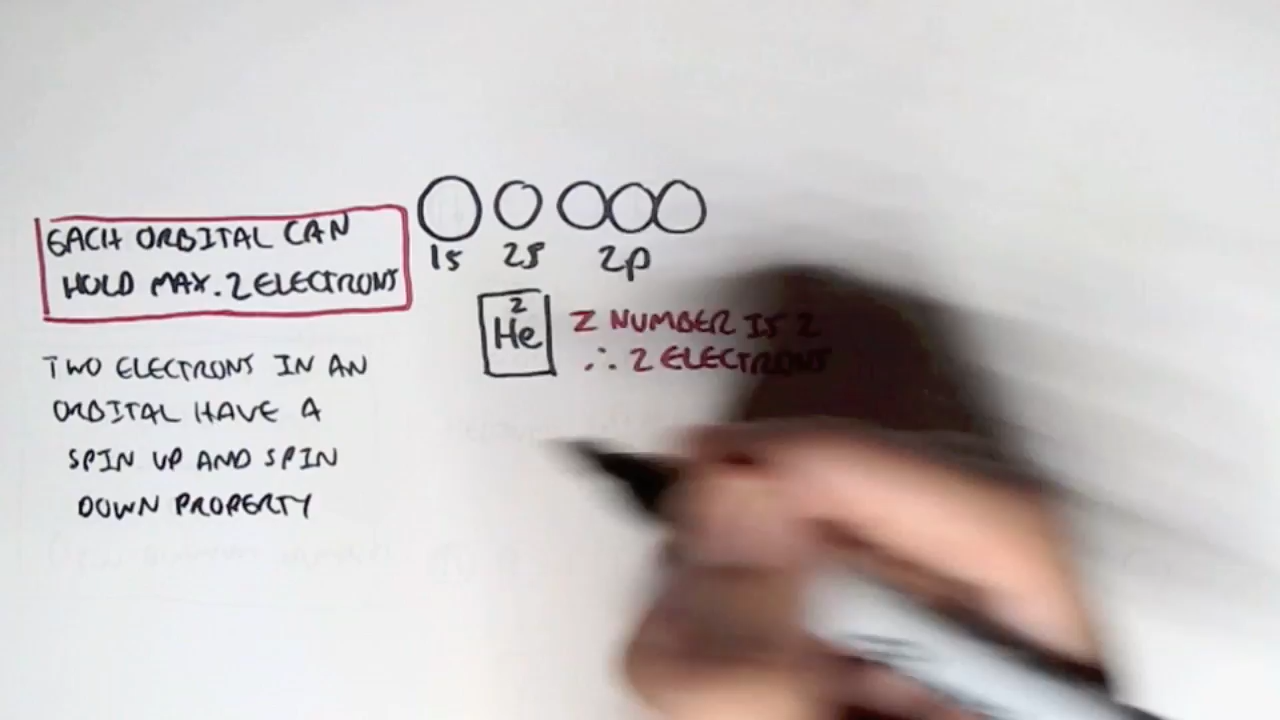 EACH ORBITAL CAN
HOLD MAX. 2 ELECTRONS
TWO ELECTRONS IN AN
ORBITAL HAVE A
SPIN UP AND SPIN
DOWN PROPERTY
1s 2s 2p
2
He
Z NUMBER IS 2
∴ 2 ELECTRONS